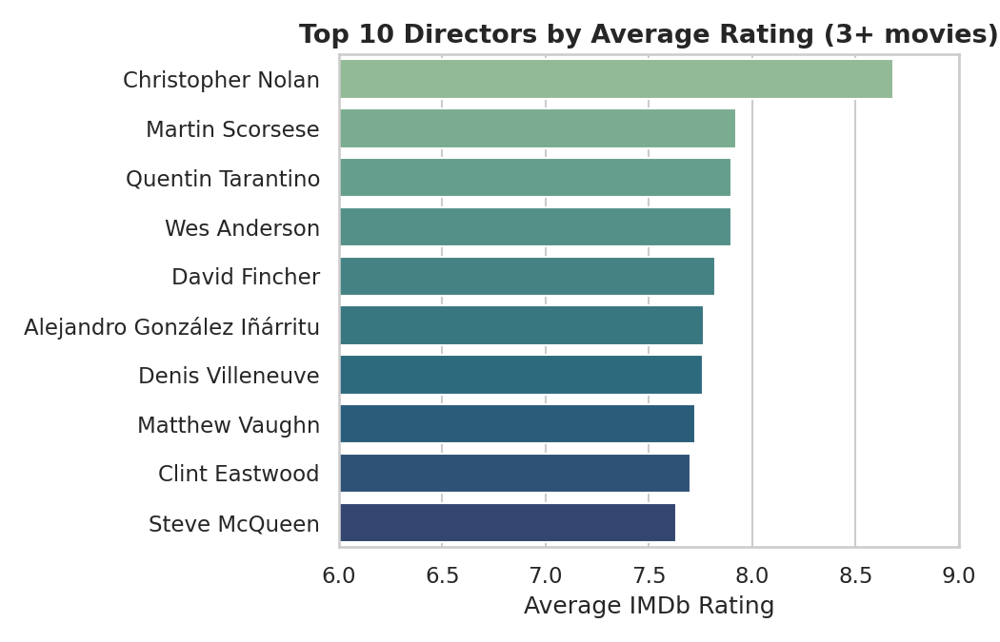 Top 10 Directors by Average Rating (3+ movies)
Christopher Nolan
Martin Scorsese
Quentin Tarantino
Wes Anderson
David Fincher
Alejandro González Iñárritu
Denis Villeneuve
Matthew Vaughn
Clint Eastwood
Steve McQueen
6.0 6.5 7.0 7.5 8.0 8.5 9.0
Average IMDb Rating